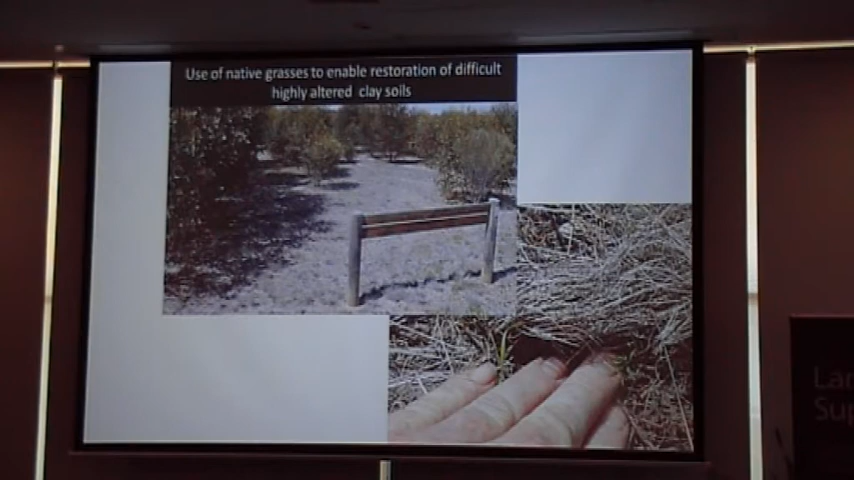 Use of native grasses to enable restoration of difficult
highly altered clay soils